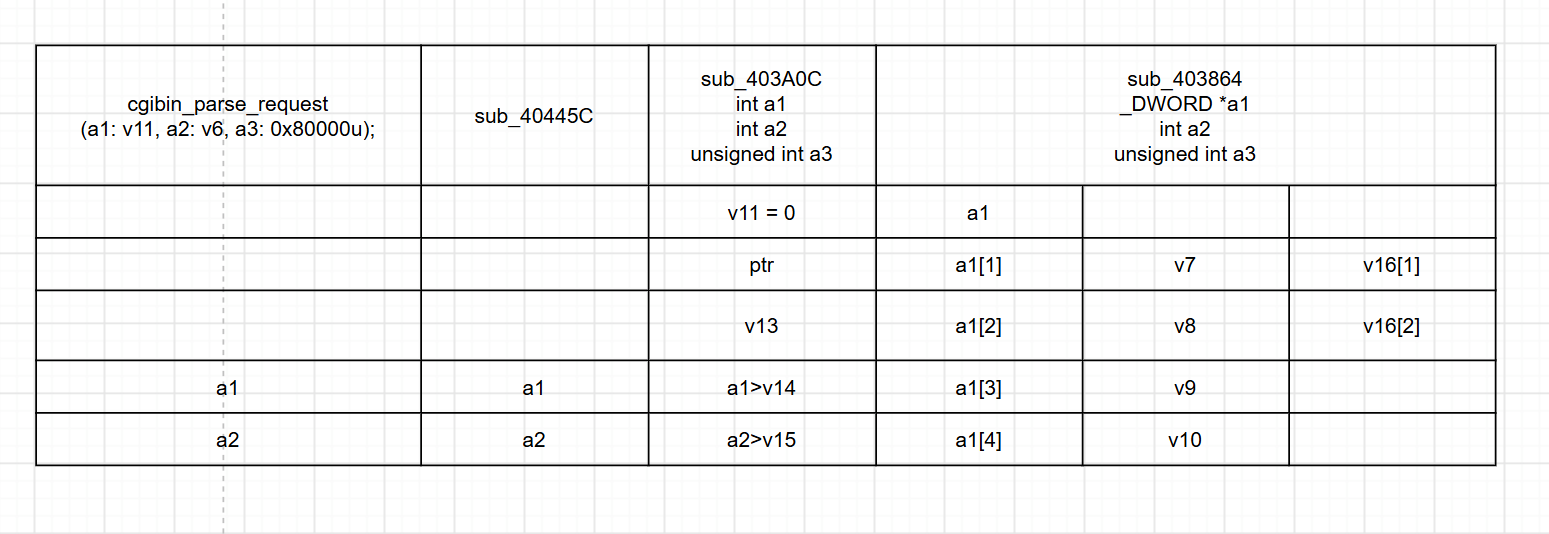 cgibin_parse_request
(a1: v11, a2: v6, a3: 0x80000u);
sub_40445C
sub_403A0C
int a1
int a2
unsigned int a3
sub_403864
_DWORD *a1
int a2
unsigned int a3
v11 = 0
a1
ptr
a1[1]
v7
v16[1]
v13
a1[2]
v8
v16[2]
a1
a1
a1>v14
a1[3]
v9
a2
a2
a2>v15
a1[4]
v10